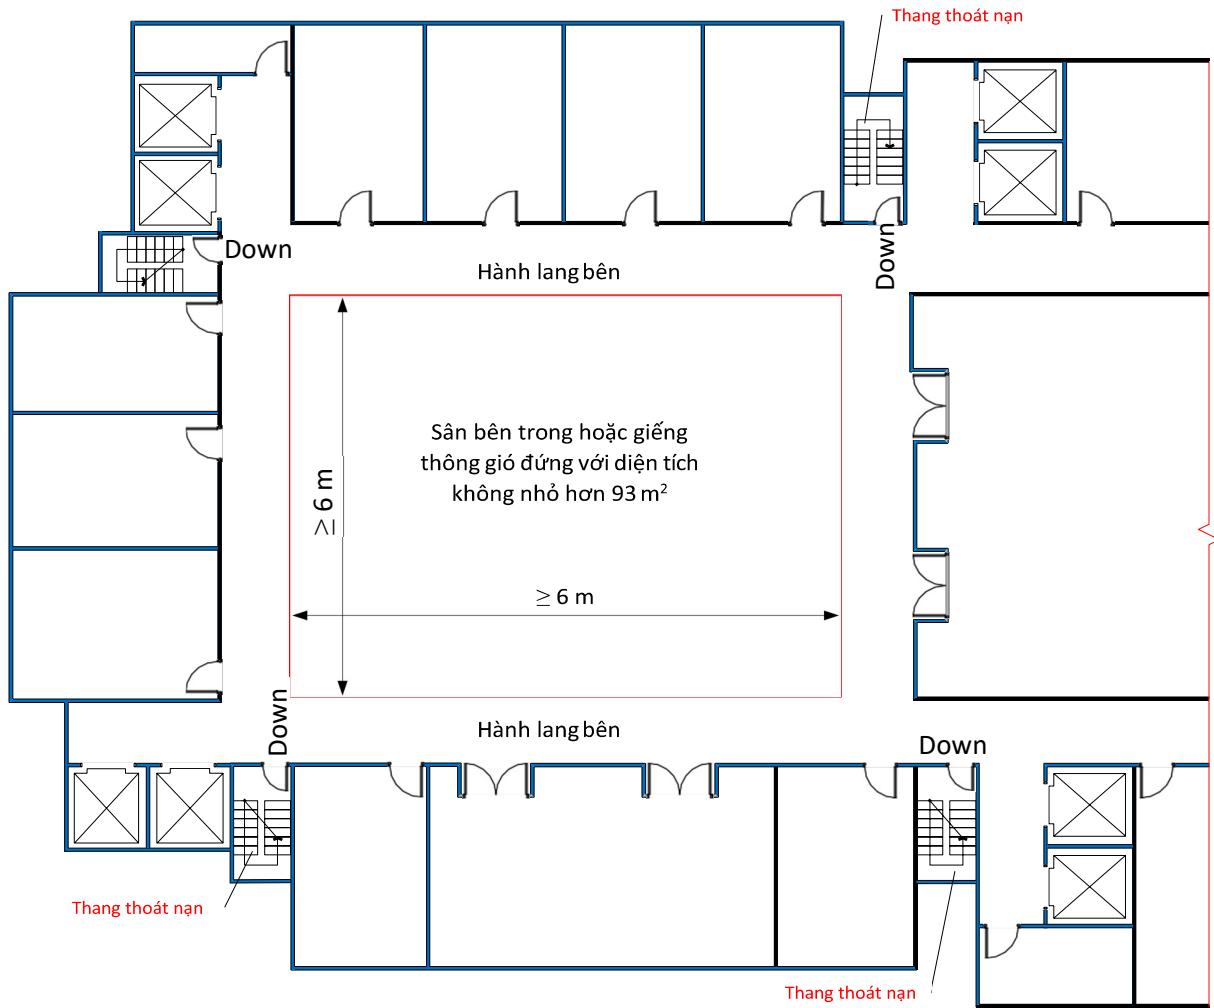 Thang thoát nạn
Down
Down
Hành lang bên
Sân bên trong hoặc giếng
thông gió đứng với diện tích
không nhỏ hơn 93 m²
≥ 6 m
≥ 6 m
Down
Hành lang bên
Down
Thang thoát nạn
Thang thoát nạn